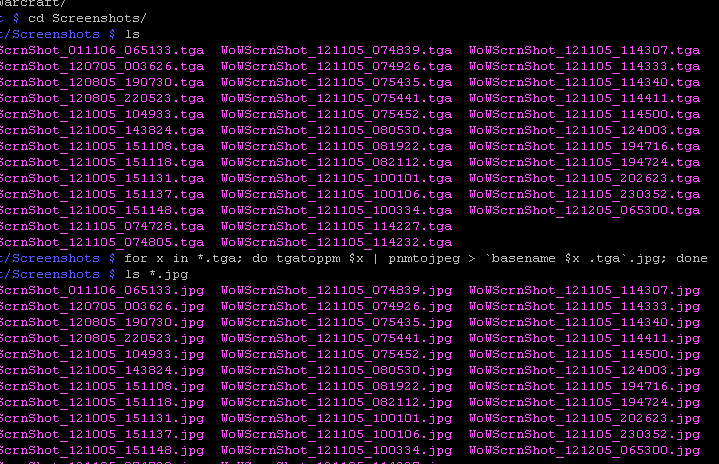 warcraft/
t $ cd Screenshots/
t/Screenshots $ ls
ScrnShot_011106_065133.tga WoWScrnShot_121105_074839.tga WoWScrnShot_121105_114307.tga
ScrnShot_120705_003626.tga WoWScrnShot_121105_074926.tga WoWScrnShot_121105_114333.tga
ScrnShot_120805_190730.tga WoWScrnShot_121105_075435.tga WoWScrnShot_121105_114340.tga
ScrnShot_120805_220523.tga WoWScrnShot_121105_075441.tga WoWScrnShot_121105_114411.tga
ScrnShot_121005_104933.tga WoWScrnShot_121105_075452.tga WoWScrnShot_121105_114500.tga
ScrnShot_121005_143824.tga WoWScrnShot_121105_080530.tga WoWScrnShot_121105_124003.tga
ScrnShot_121005_151108.tga WoWScrnShot_121105_081922.tga WoWScrnShot_121105_194716.tga
ScrnShot_121005_151118.tga WoWScrnShot_121105_082112.tga WoWScrnShot_121105_194724.tga
ScrnShot_121005_151131.tga WoWScrnShot_121105_100101.tga WoWScrnShot_121105_202623.tga
ScrnShot_121005_151137.tga WoWScrnShot_121105_100106.tga WoWScrnShot_121105_230352.tga
ScrnShot_121005_151148.tga WoWScrnShot_121105_100334.tga WoWScrnShot_121205_065300.tga
ScrnShot_121105_074728.tga WoWScrnShot_121105_114227.tga
ScrnShot_121105_074805.tga WoWScrnShot_121105_114232.tga
t/Screenshots $ for x in *.tga; do tgatoppm $x | pnmtojpeg > `basename $x .tga`.jpg; done
t/Screenshots $ ls *.jpg
ScrnShot_011106_065133.jpg WoWScrnShot_121105_074839.jpg WoWScrnShot_121105_114307.jpg
ScrnShot_120705_003626.jpg WoWScrnShot_121105_074926.jpg WoWScrnShot_121105_114333.jpg
ScrnShot_120805_190730.jpg WoWScrnShot_121105_075435.jpg WoWScrnShot_121105_114340.jpg
ScrnShot_120805_220523.jpg WoWScrnShot_121105_075441.jpg WoWScrnShot_121105_114411.jpg
ScrnShot_121005_104933.jpg WoWScrnShot_121105_075452.jpg WoWScrnShot_121105_114500.jpg
ScrnShot_121005_143824.jpg WoWScrnShot_121105_080530.jpg WoWScrnShot_121105_124003.jpg
ScrnShot_121005_151108.jpg WoWScrnShot_121105_081922.jpg WoWScrnShot_121105_194716.jpg
ScrnShot_121005_151118.jpg WoWScrnShot_121105_082112.jpg WoWScrnShot_121105_194724.jpg
ScrnShot_121005_151131.jpg WoWScrnShot_121105_100101.jpg WoWScrnShot_121105_202623.jpg
ScrnShot_121005_151137.jpg WoWScrnShot_121105_100106.jpg WoWScrnShot_121105_230352.jpg
ScrnShot_121005_151148.jpg WoWScrnShot_121105_100334.jpg WoWScrnShot_121205_065300.jpg